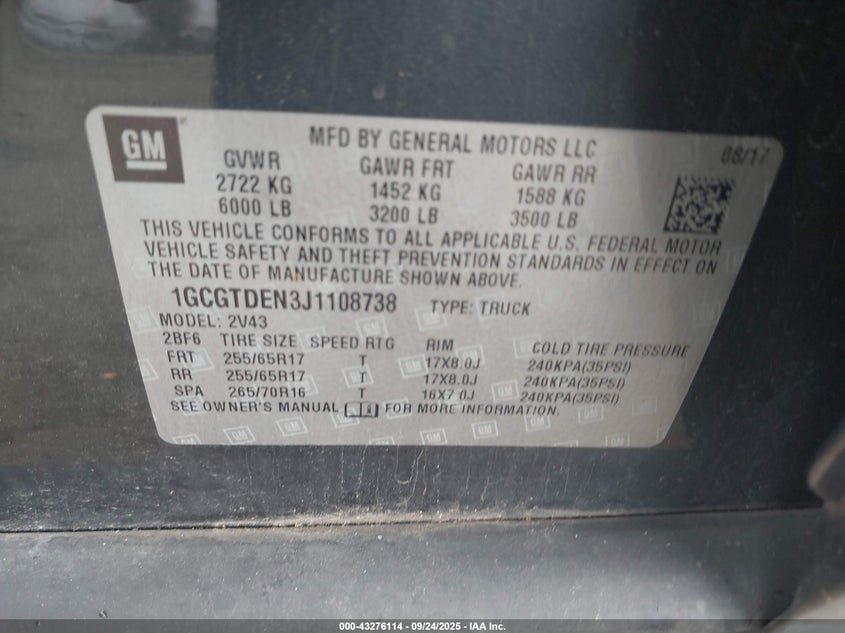 GM
MFD BY GENERAL MOTORS LLC
08/17
GVWR GAWR FRT GAWR RR
2722 KG 1452 KG 1588 KG
6000 LB 3200 LB 3500 LB
THIS VEHICLE CONFORMS TO ALL APPLICABLE U.S. FEDERAL MOTOR
VEHICLE SAFETY AND THEFT PREVENTION STANDARDS IN EFFECT ON
THE DATE OF MANUFACTURE SHOWN ABOVE.
1GCGTDEN3J1108738 TYPE: TRUCK
MODEL: 2V43
2BF6 TIRE SIZE SPEED RTG RIM COLD TIRE PRESSURE
FRT 255/65R17 T 17X8.0J 240KPA(35PSI)
RR 255/65R17 T 17X8.0J 240KPA(35PSI)
SPA 265/70R16 T 16X7.0J 240KPA(35PSI)
SEE OWNER'S MANUAL FOR MORE INFORMATION.
000-43276114 - 09/24/2025 - IAA Inc.